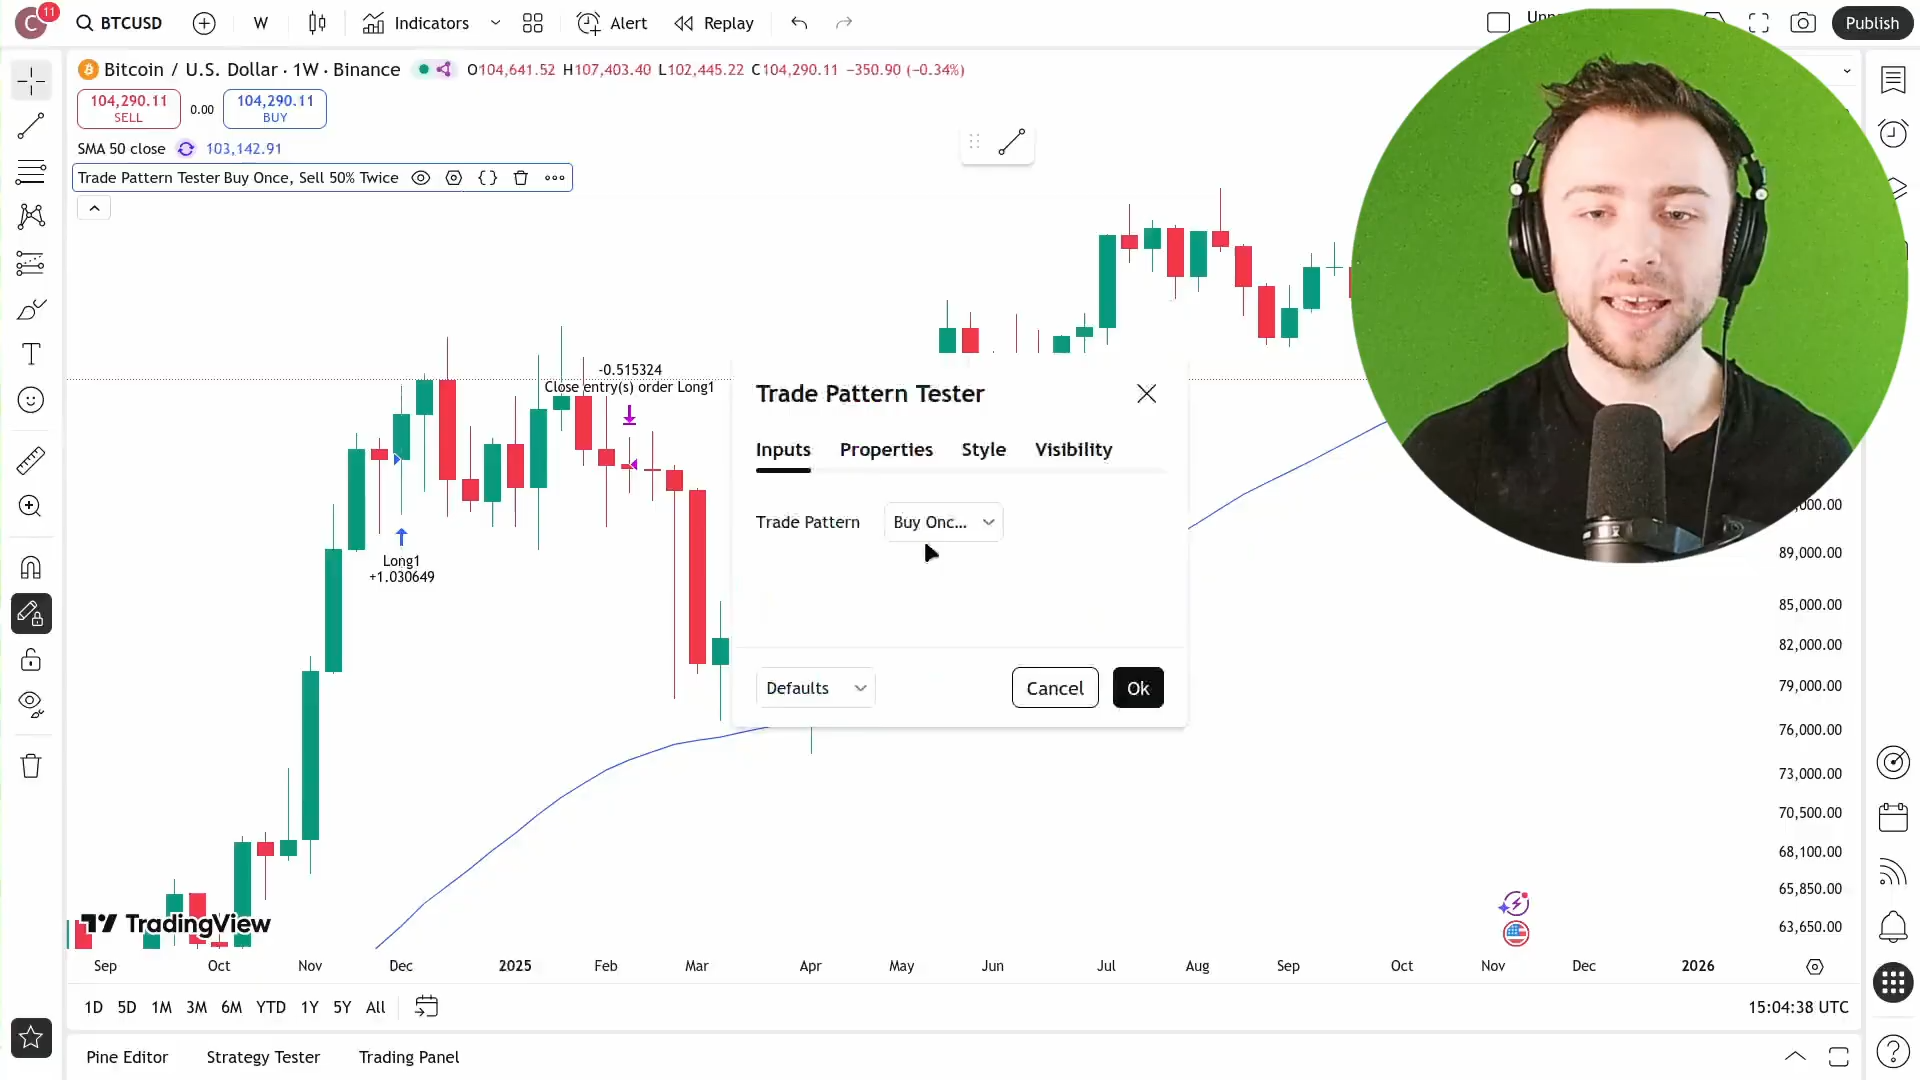 C
11
BTCUSD
W
Indicators
Alert
Replay
Publish
Bitcoin / U.S. Dollar · 1W · Binance
O104,641.52 H107,403.40 L102,445.22 C104,290.11 −350.90 (−0.34%)
104,290.11
SELL
0.00
104,290.11
BUY
SMA 50 close
103,142.91
Trade Pattern Tester Buy Once, Sell 50% Twice
-0.515324
Close entry(s) order Long1
Long1
+1.030649
Trade Pattern Tester
Inputs
Properties
Style
Visibility
Trade Pattern
Buy Onc...
Defaults
Cancel
Ok
89,000.00
85,000.00
82,000.00
79,000.00
76,000.00
73,000.00
70,500.00
68,100.00
65,850.00
63,650.00
TradingView
Sep
Oct
Nov
Dec
2025
Feb
Mar
Apr
May
Jun
Jul
Aug
Sep
Oct
Nov
Dec
2026
1D 5D 1M 3M 6M YTD 1Y 5Y All
15:04:38 UTC
Pine Editor
Strategy Tester
Trading Panel